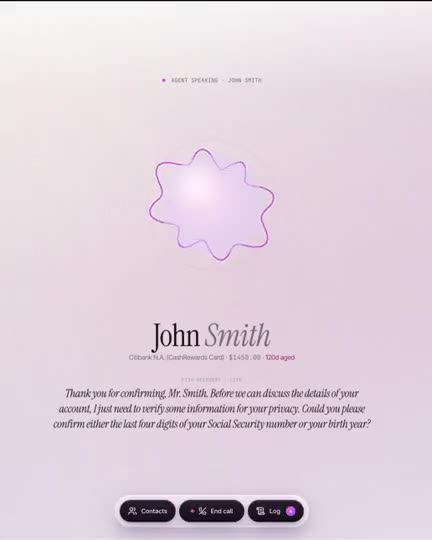 AGENT SPEAKING · JOHN SMITH
John Smith
Citibank N.A. (CashRewards Card) · $1450.00 · 120d aged
Thank you for confirming, Mr. Smith. Before we can discuss the details of your
account, I just need to verify some information for your privacy. Could you please
confirm either the last four digits of your Social Security number or your birth year?
Contacts
End call
Log